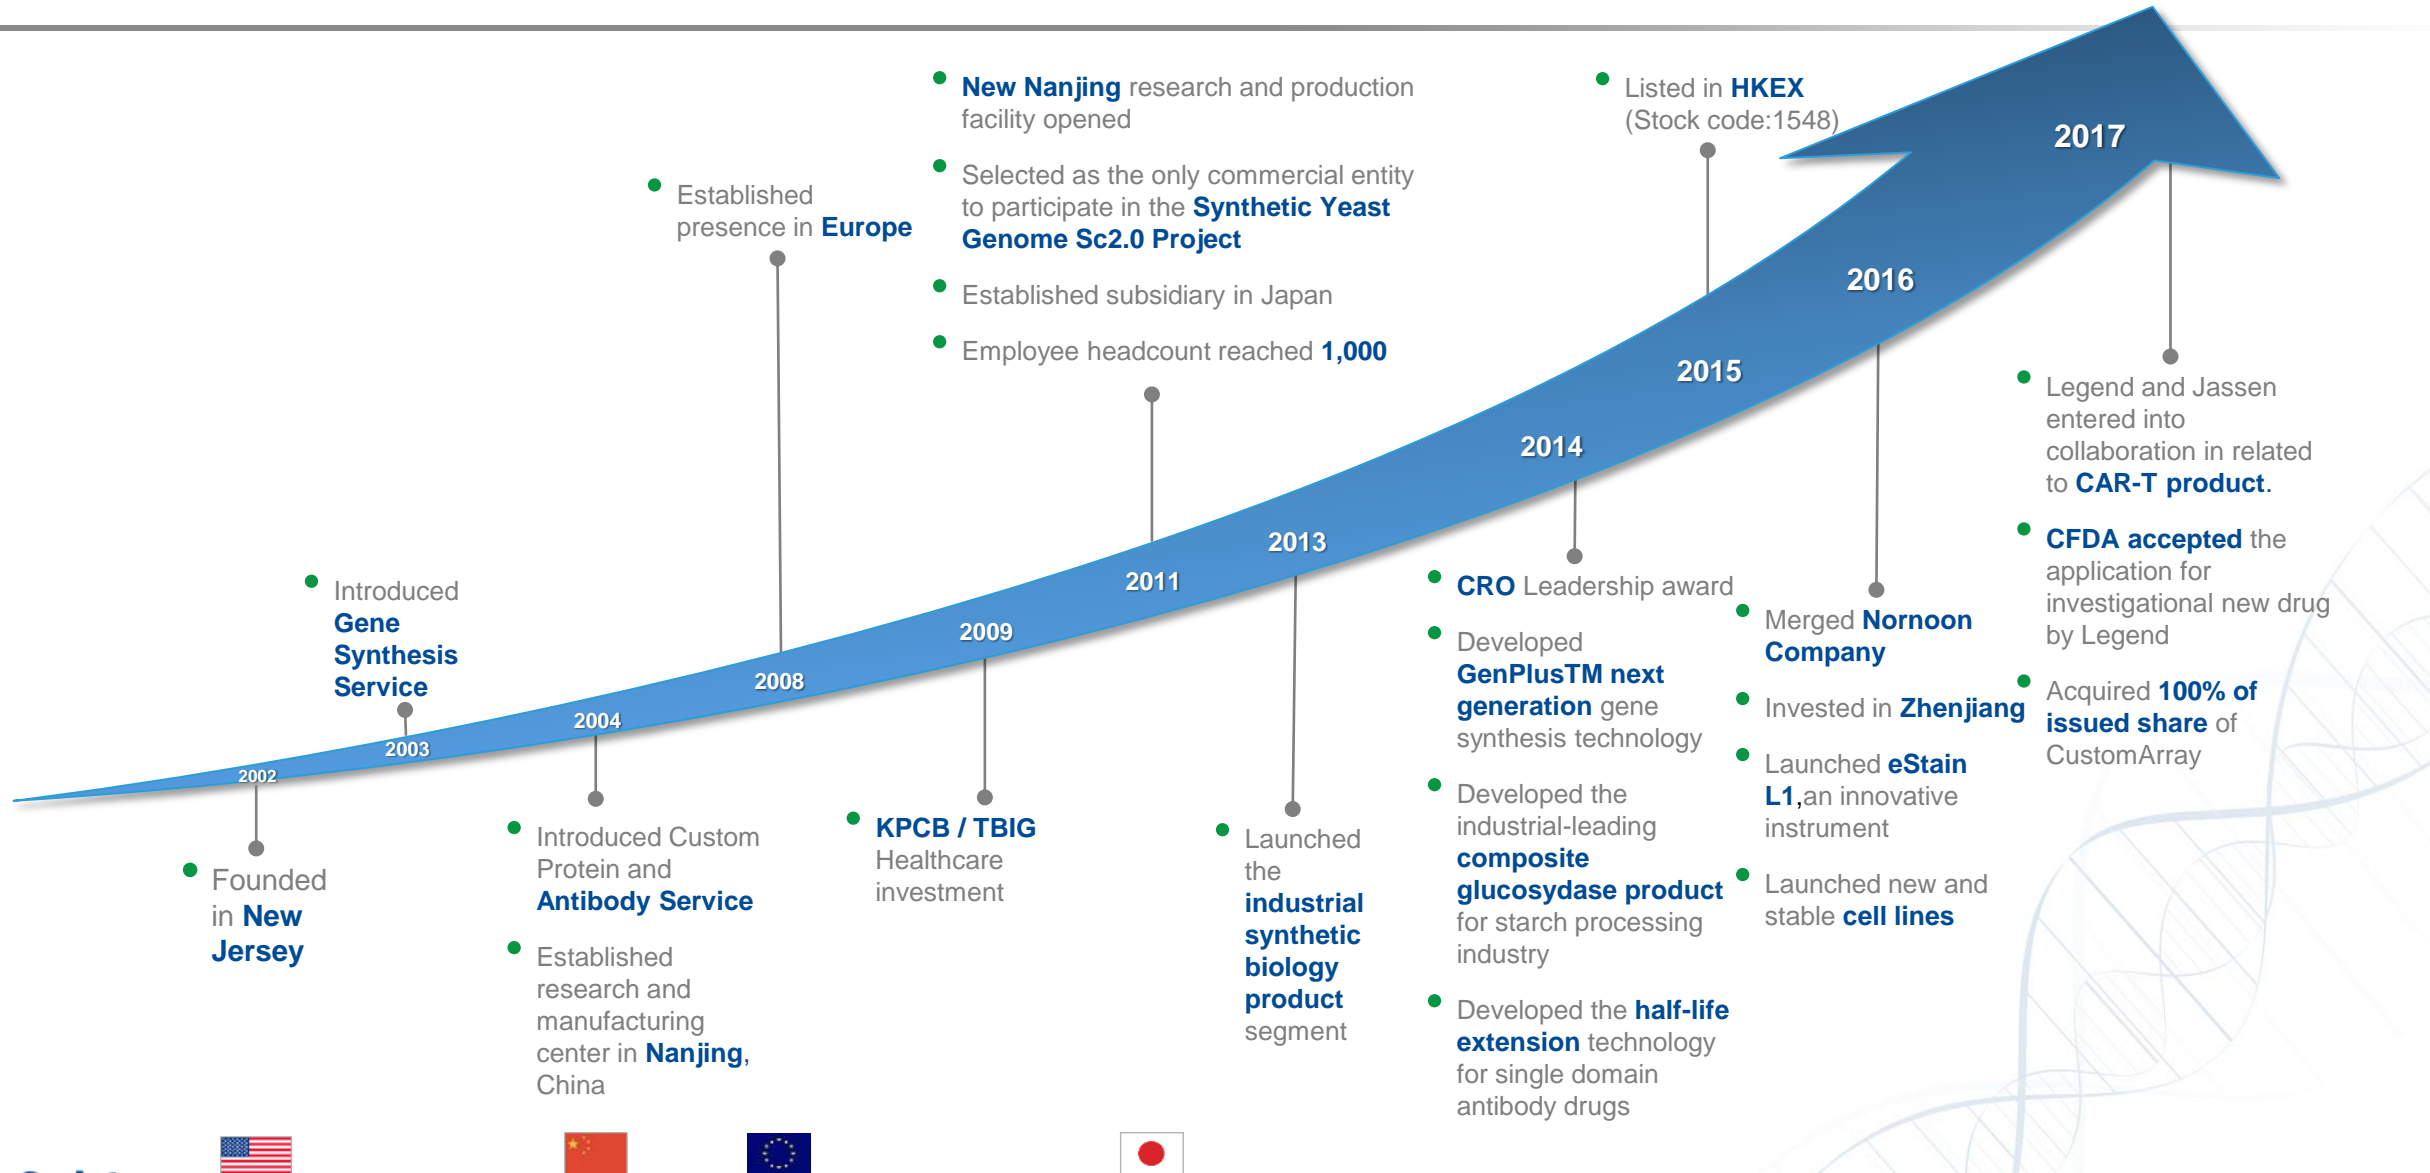 New Nanjing research and production
facility opened
Selected as the only commercial entity
to participate in the Synthetic Yeast
Genome Sc2.0 Project
Established subsidiary in Japan
Employee headcount reached 1,000
Listed in HKEX
(Stock code:1548)
Established
presence in Europe
Introduced
Gene
Synthesis
Service
2002
2003
2004
2008
2009
2011
2013
2014
2015
2016
2017
Founded
in New
Jersey
Introduced Custom
Protein and
Antibody Service
Established
research and
manufacturing
center in Nanjing,
China
KPCB / TBIG
Healthcare
investment
Launched
the
industrial
synthetic
biology
product
segment
CRO Leadership award
Developed
GenPlusTM next
generation gene
synthesis technology
Developed the
industrial-leading
composite
glucosydase product
for starch processing
industry
Developed the half-life
extension technology
for single domain
antibody drugs
Merged Nornoon
Company
Invested in Zhenjiang
Launched eStain
L1,an innovative
instrument
Launched new and
stable cell lines
Legend and Jassen
entered into
collaboration in related
to CAR-T product.
CFDA accepted the
application for
investigational new drug
by Legend
Acquired 100% of
issued share of
CustomArray